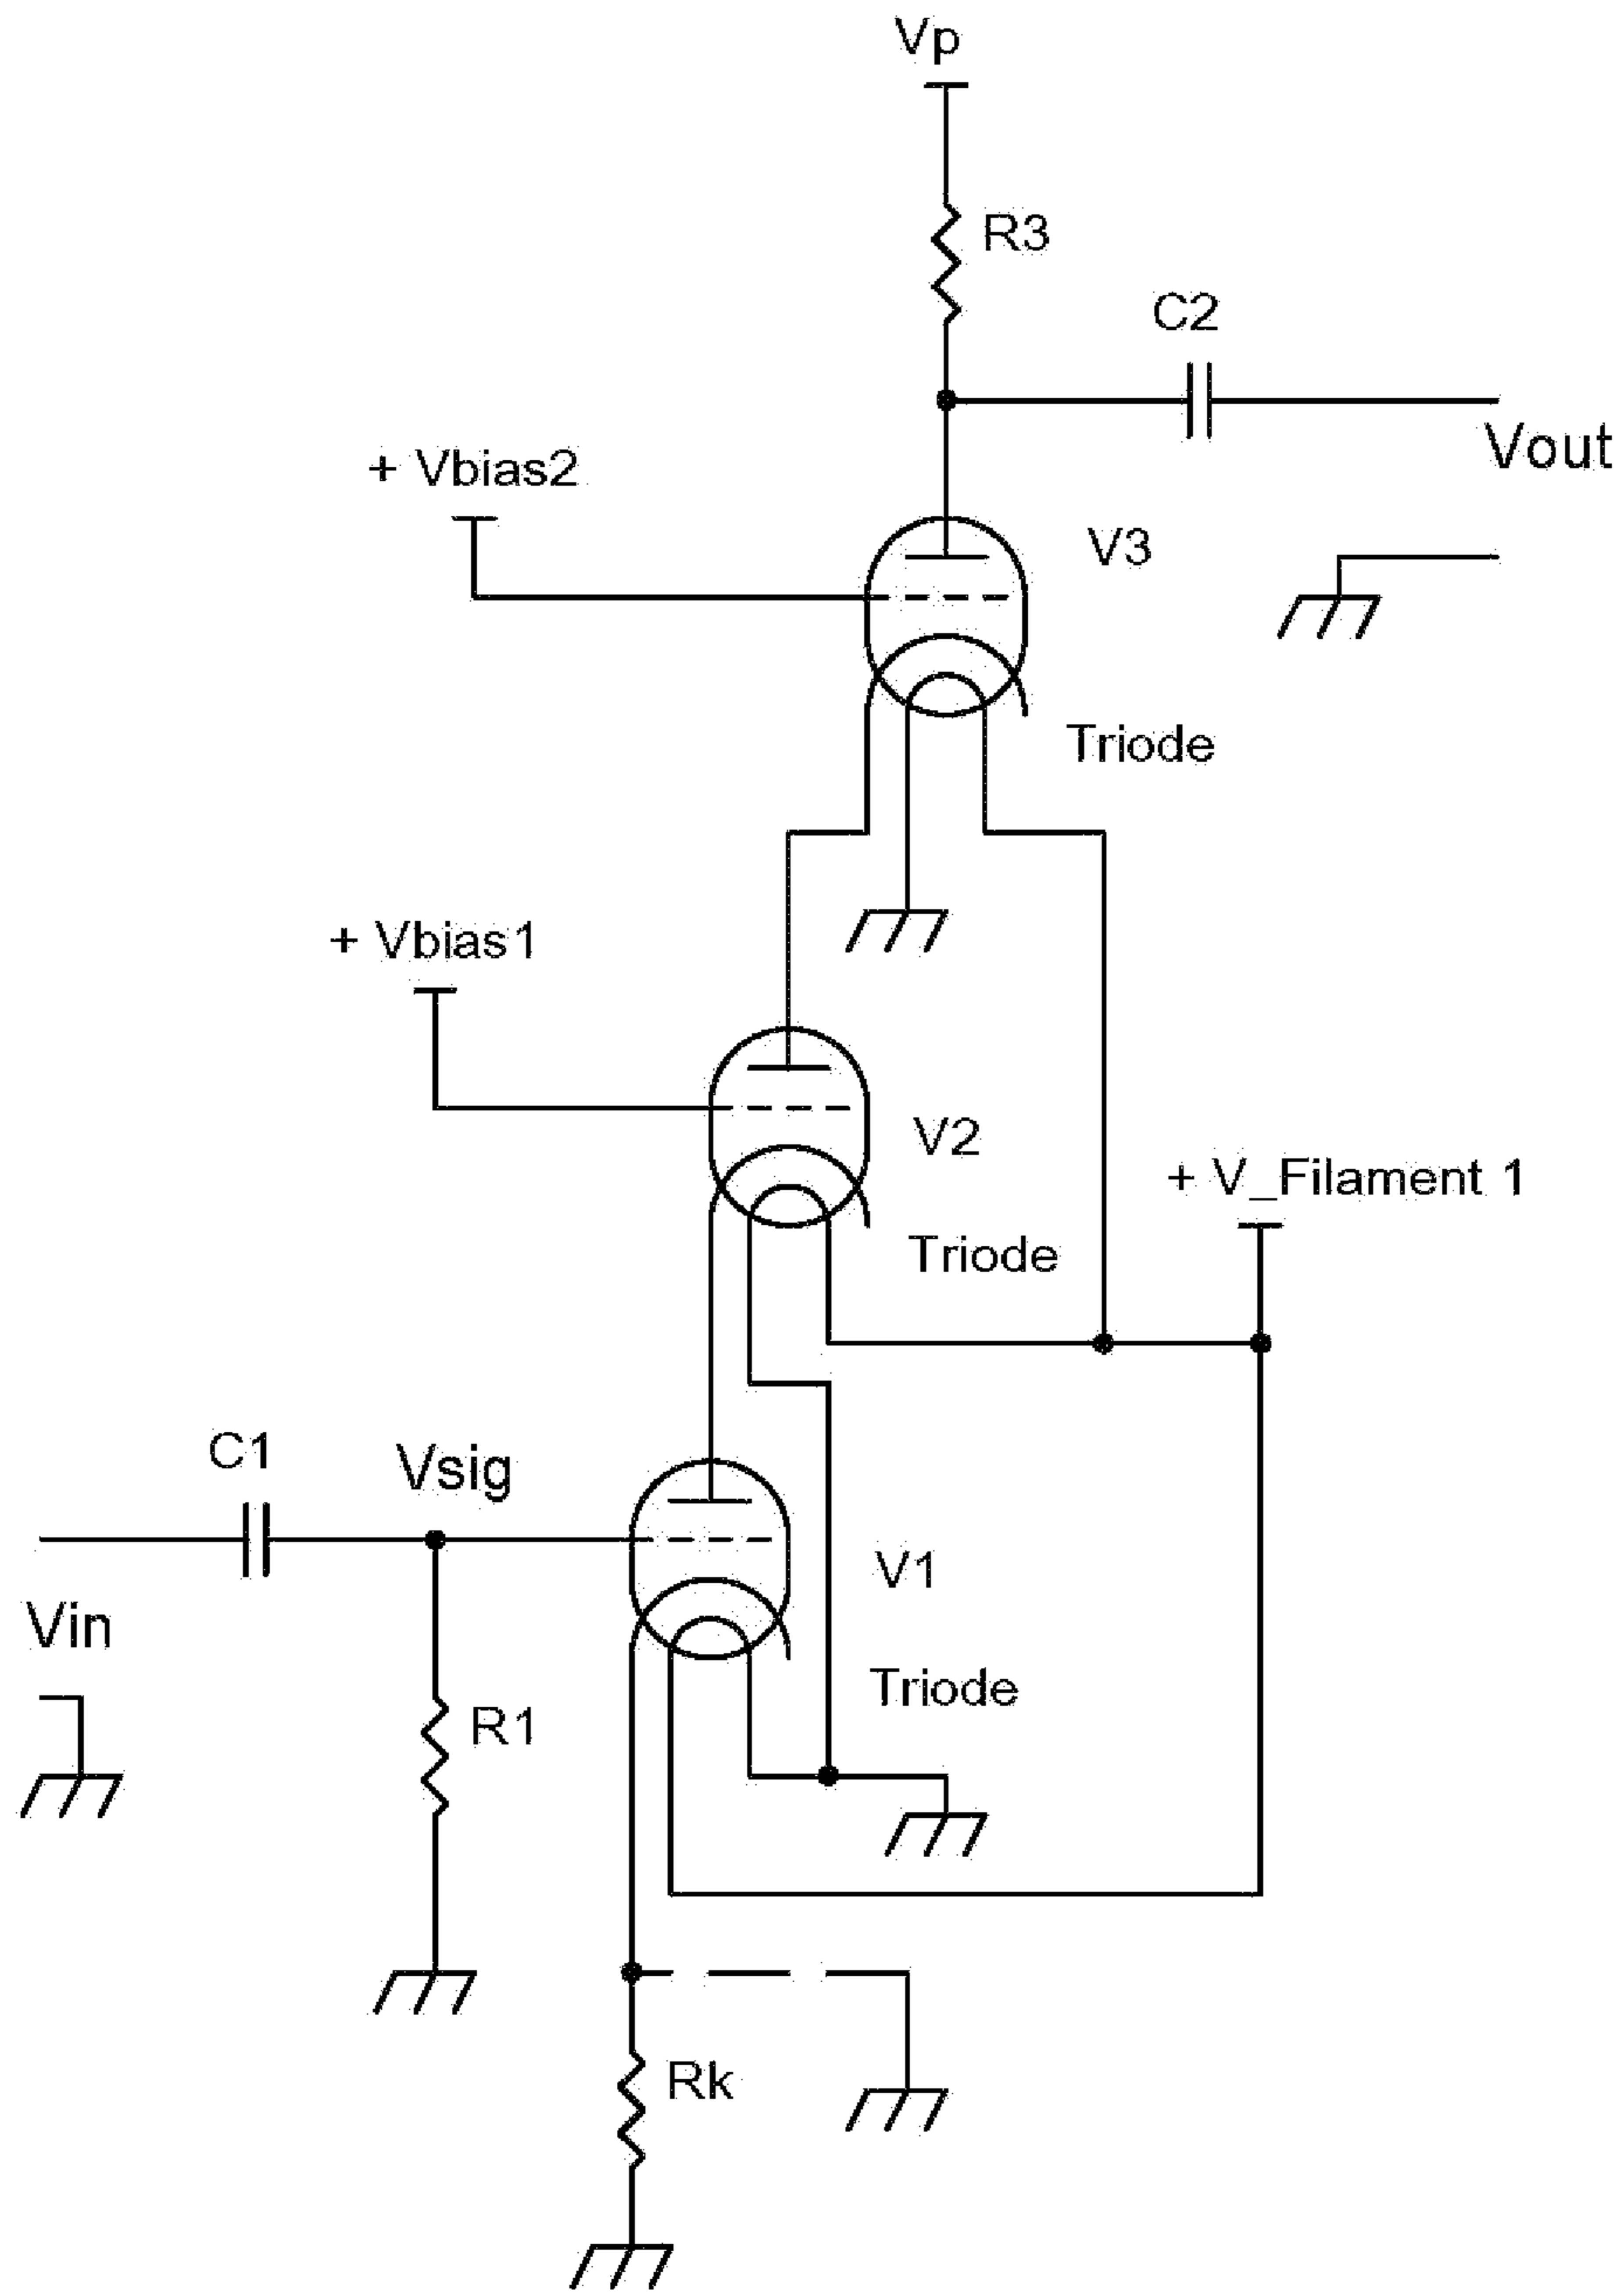 Vp
R3
C2
Vout
+ Vbias2
V3
Triode
+ Vbias1
V2
+ V_Filament 1
Triode
C1
Vsig
V1
Vin
Triode
R1
Rk